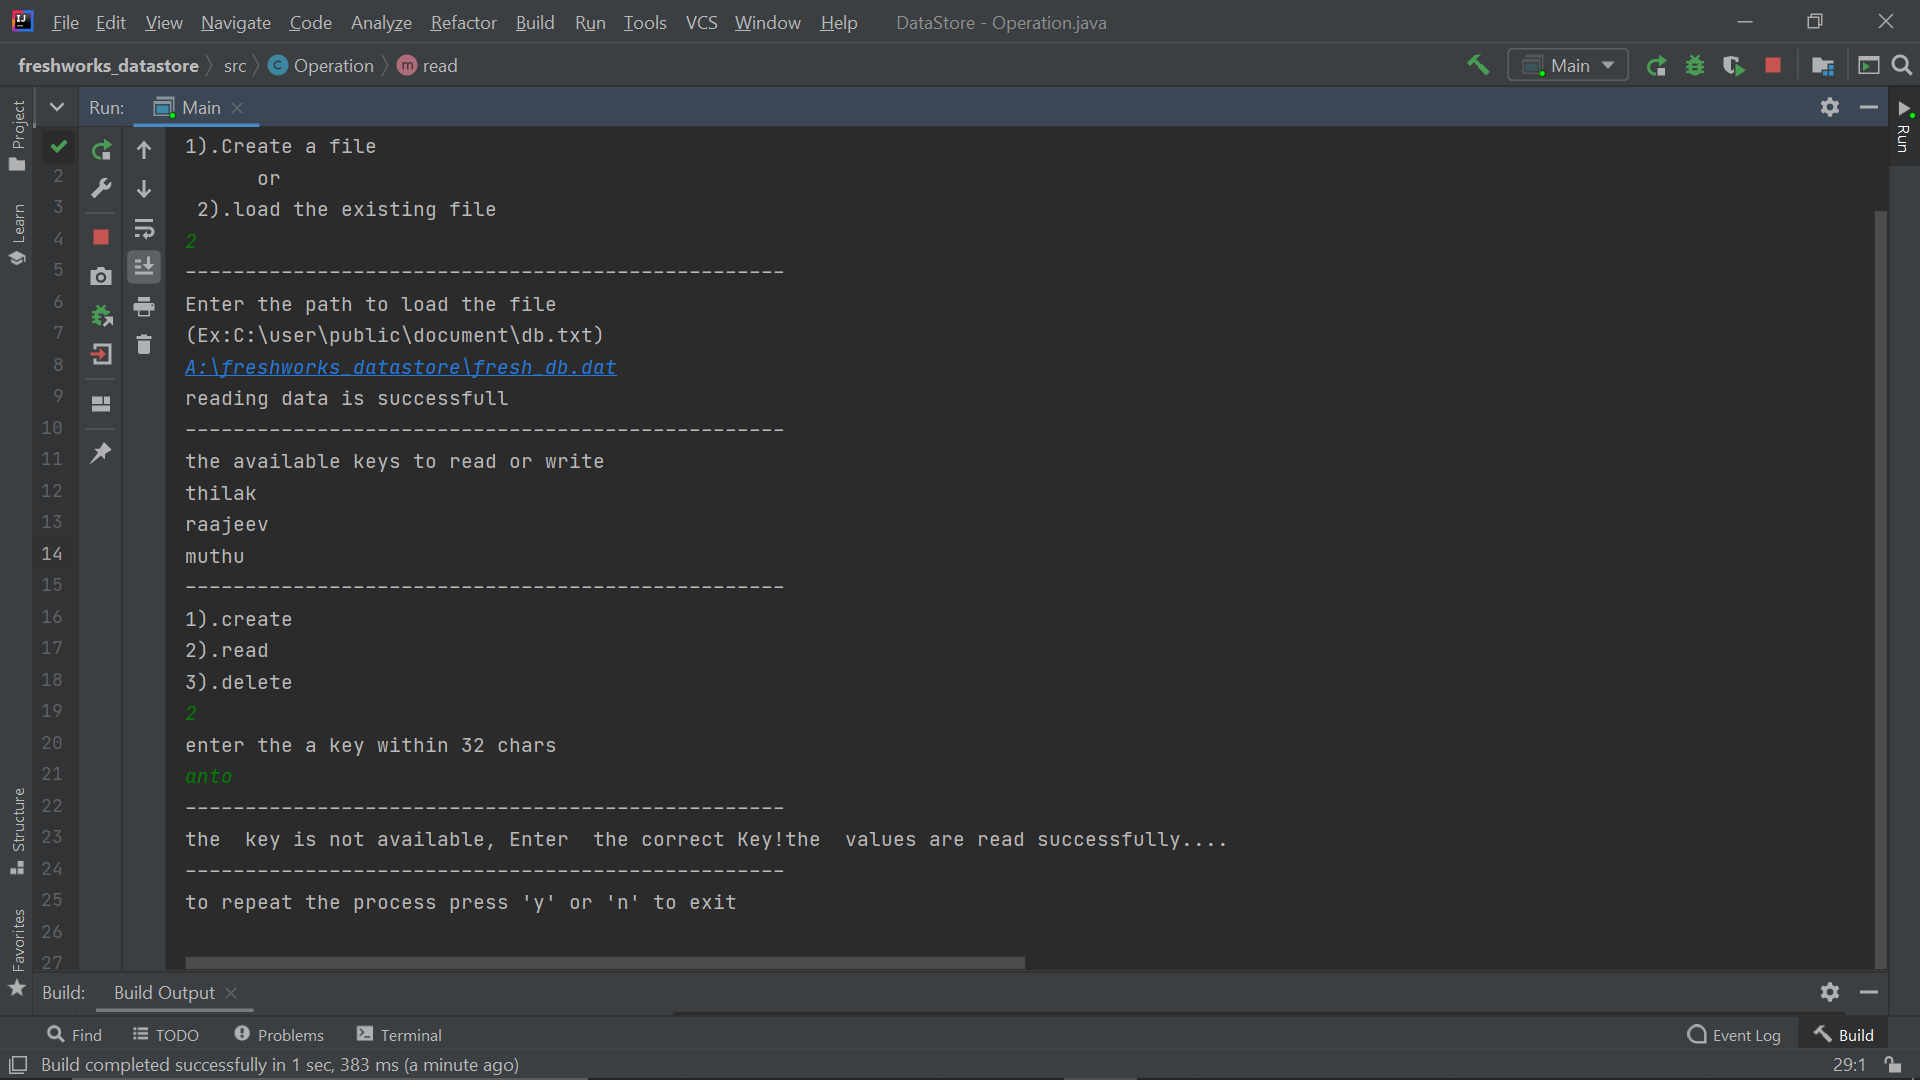 File Edit View Navigate Code Analyze Refactor Build Run Tools VCS Window Help DataStore - Operation.java
freshworks_datastore src C Operation m read Main
Run: Main
Project
Learn
Structure
Favorites
Run
2
3
4
5
6
7
8
9
10
11
12
13
14
15
16
17
18
19
20
21
22
23
24
25
26
27
1).Create a file
or
2).load the existing file
2
--------------------------------------------------
Enter the path to load the file
(Ex:C:\user\public\document\db.txt)
A:\freshworks_datastore\fresh_db.dat
reading data is successfull
--------------------------------------------------
the available keys to read or write
thilak
raajeev
muthu
--------------------------------------------------
1).create
2).read
3).delete
2
enter the a key within 32 chars
anto
--------------------------------------------------
the  key is not available, Enter  the correct Key!the  values are read successfully....
--------------------------------------------------
to repeat the process press 'y' or 'n' to exit
Build: Build Output
Find TODO Problems Terminal Event Log Build
Build completed successfully in 1 sec, 383 ms (a minute ago) 29:1